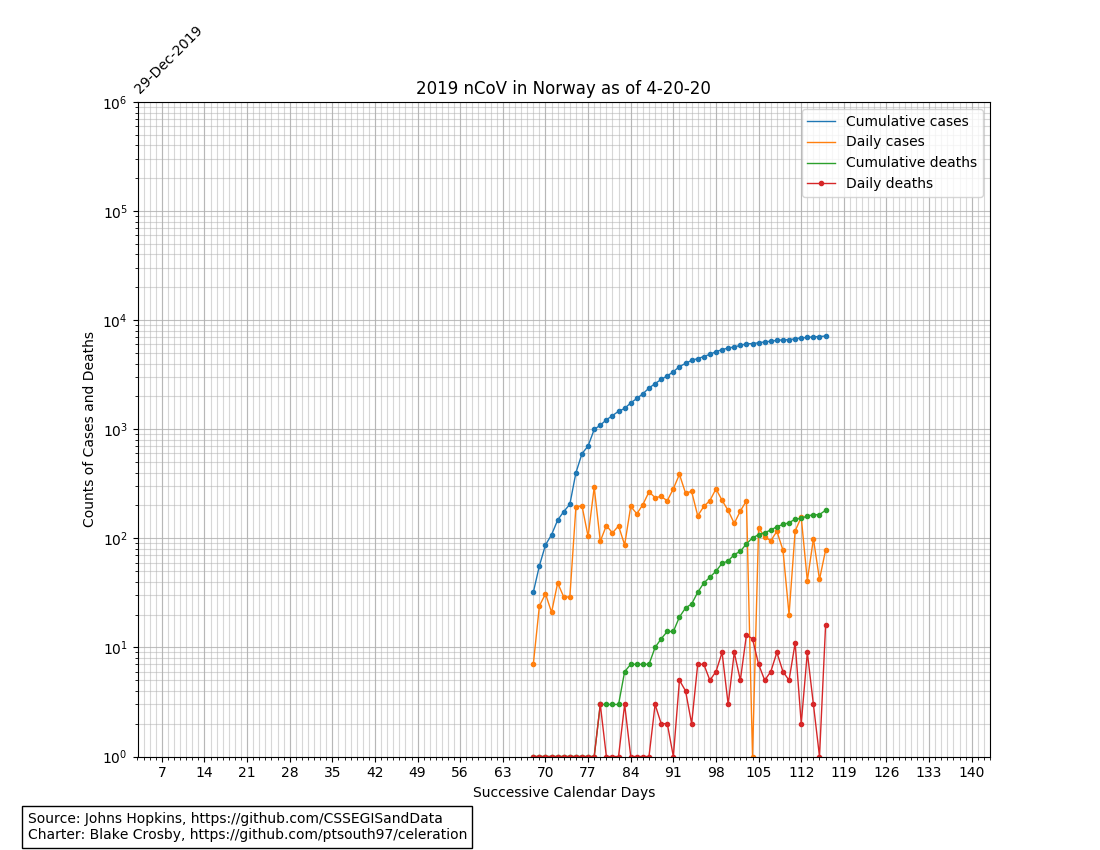 29-Dec-2019
2019 nCoV in Norway as of 4-20-20
Cumulative cases
Daily cases
Cumulative deaths
Daily deaths
Counts of Cases and Deaths
10^6
10^5
10^4
10^3
10^2
10^1
10^0
7 14 21 28 35 42 49 56 63 70 77 84 91 98 105 112 119 126 133 140
Successive Calendar Days
Source: Johns Hopkins, https://github.com/CSSEGISandData
Charter: Blake Crosby, https://github.com/ptsouth97/celeration